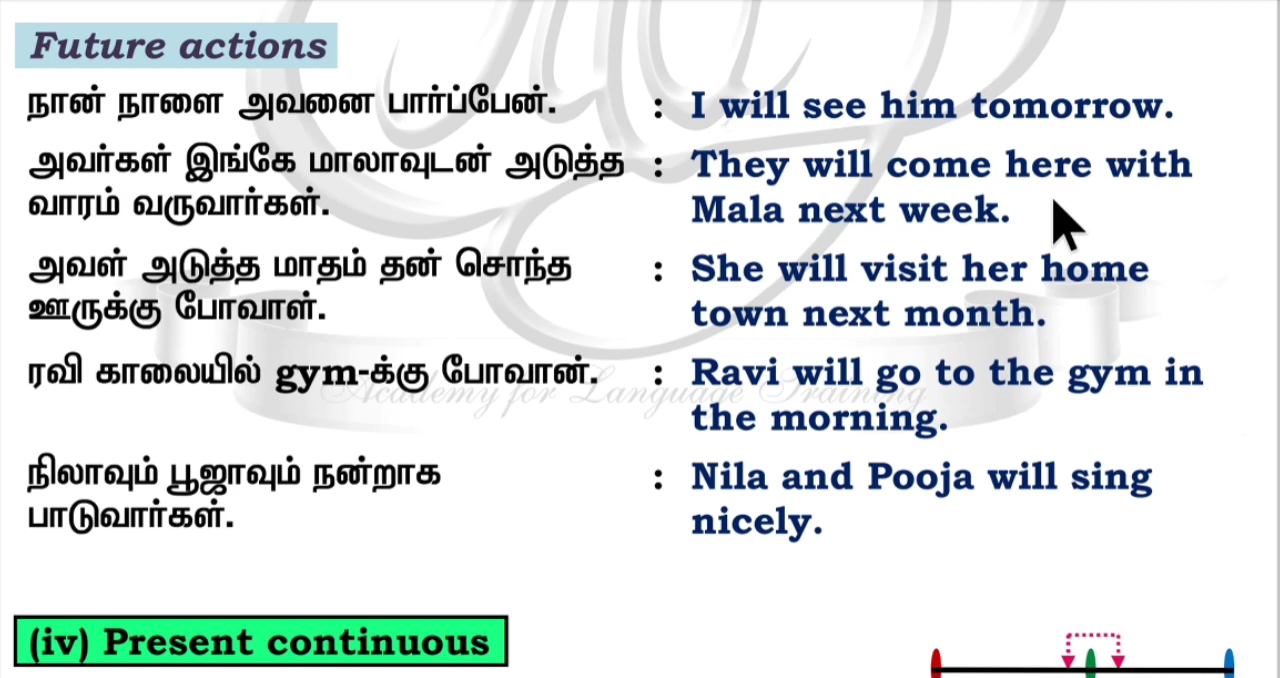 Future actions
நான் நாளை அவனை பார்ப்பேன். : I will see him tomorrow.
அவர்கள் இங்கே மாலாவுடன் அடுத்த : They will come here with
வாரம் வருவார்கள். Mala next week.
அவள் அடுத்த மாதம் தன் சொந்த : She will visit her home
ஊருக்கு போவாள். town next month.
ரவி காலையில் gym-க்கு போவான். : Ravi will go to the gym in
Academy for Language Training
the morning.
நிலாவும் பூஜாவும் நன்றாக : Nila and Pooja will sing
பாடுவார்கள். nicely.
(iv) Present continuous